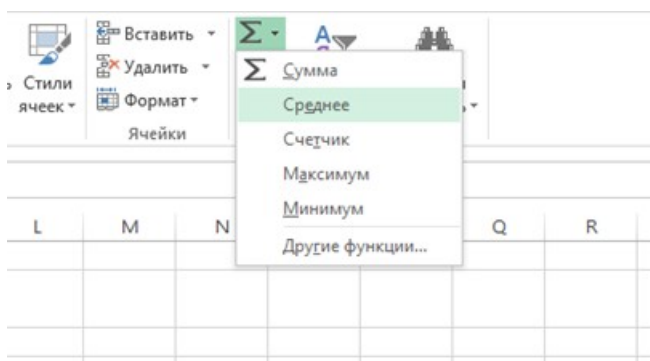 Стили
ячеек
Вставить
Удалить
Формат
Ячейки
Σ
Σ Сумма
Среднее
Счетчик
Максимум
Минимум
Другие функции...
L M N Q R